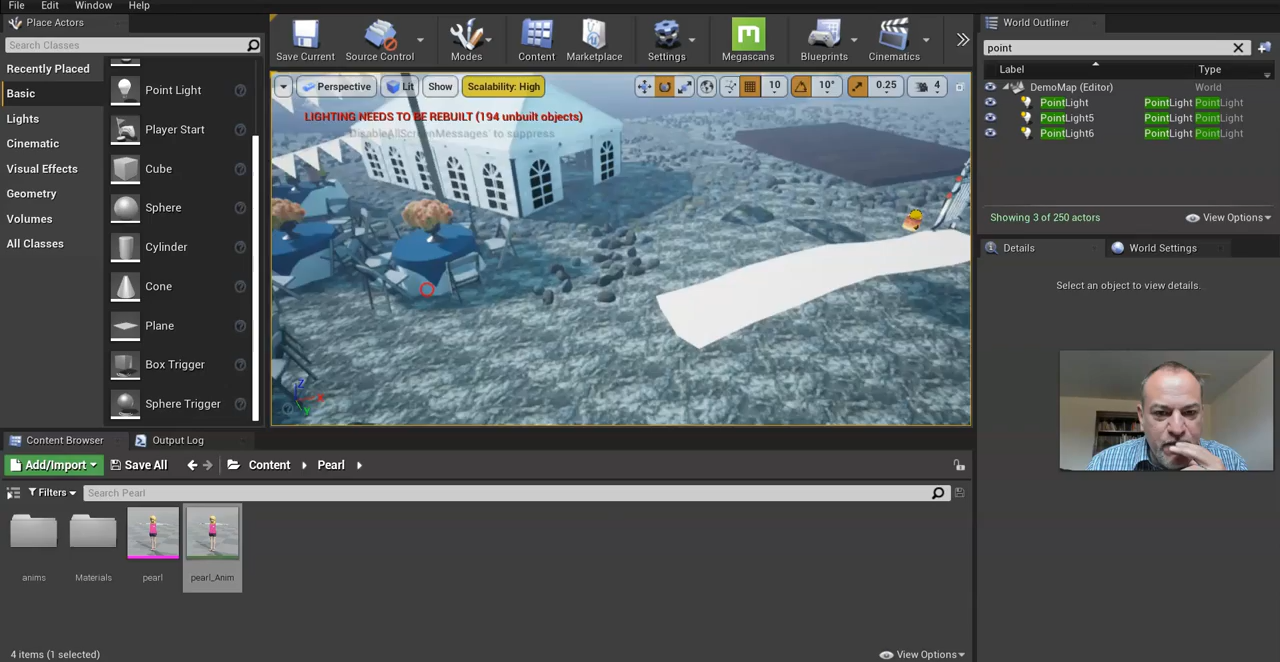 File Edit Window Help
Place Actors
Search Classes
Recently Placed
Basic
Lights
Cinematic
Visual Effects
Geometry
Volumes
All Classes
Point Light
Player Start
Cube
Sphere
Cylinder
Cone
Plane
Box Trigger
Sphere Trigger
Save Current Source Control Modes Content Marketplace Settings Megascans Blueprints Cinematics
Perspective Lit Show Scalability: High 10 10° 0.25 4
LIGHTING NEEDS TO BE REBUILT (194 unbuilt objects)
'DisableAllScreenMessages' to suppress
World Outliner
point
Label Type
DemoMap (Editor) World
PointLight PointLight PointLight
PointLight5 PointLight PointLight
PointLight6 PointLight PointLight
Showing 3 of 250 actors View Options
Details World Settings
Select an object to view details.
Content Browser Output Log
Add/Import Save All Content Pearl
Filters Search Pearl
anims Materials pearl pearl_Anim
4 items (1 selected) View Options